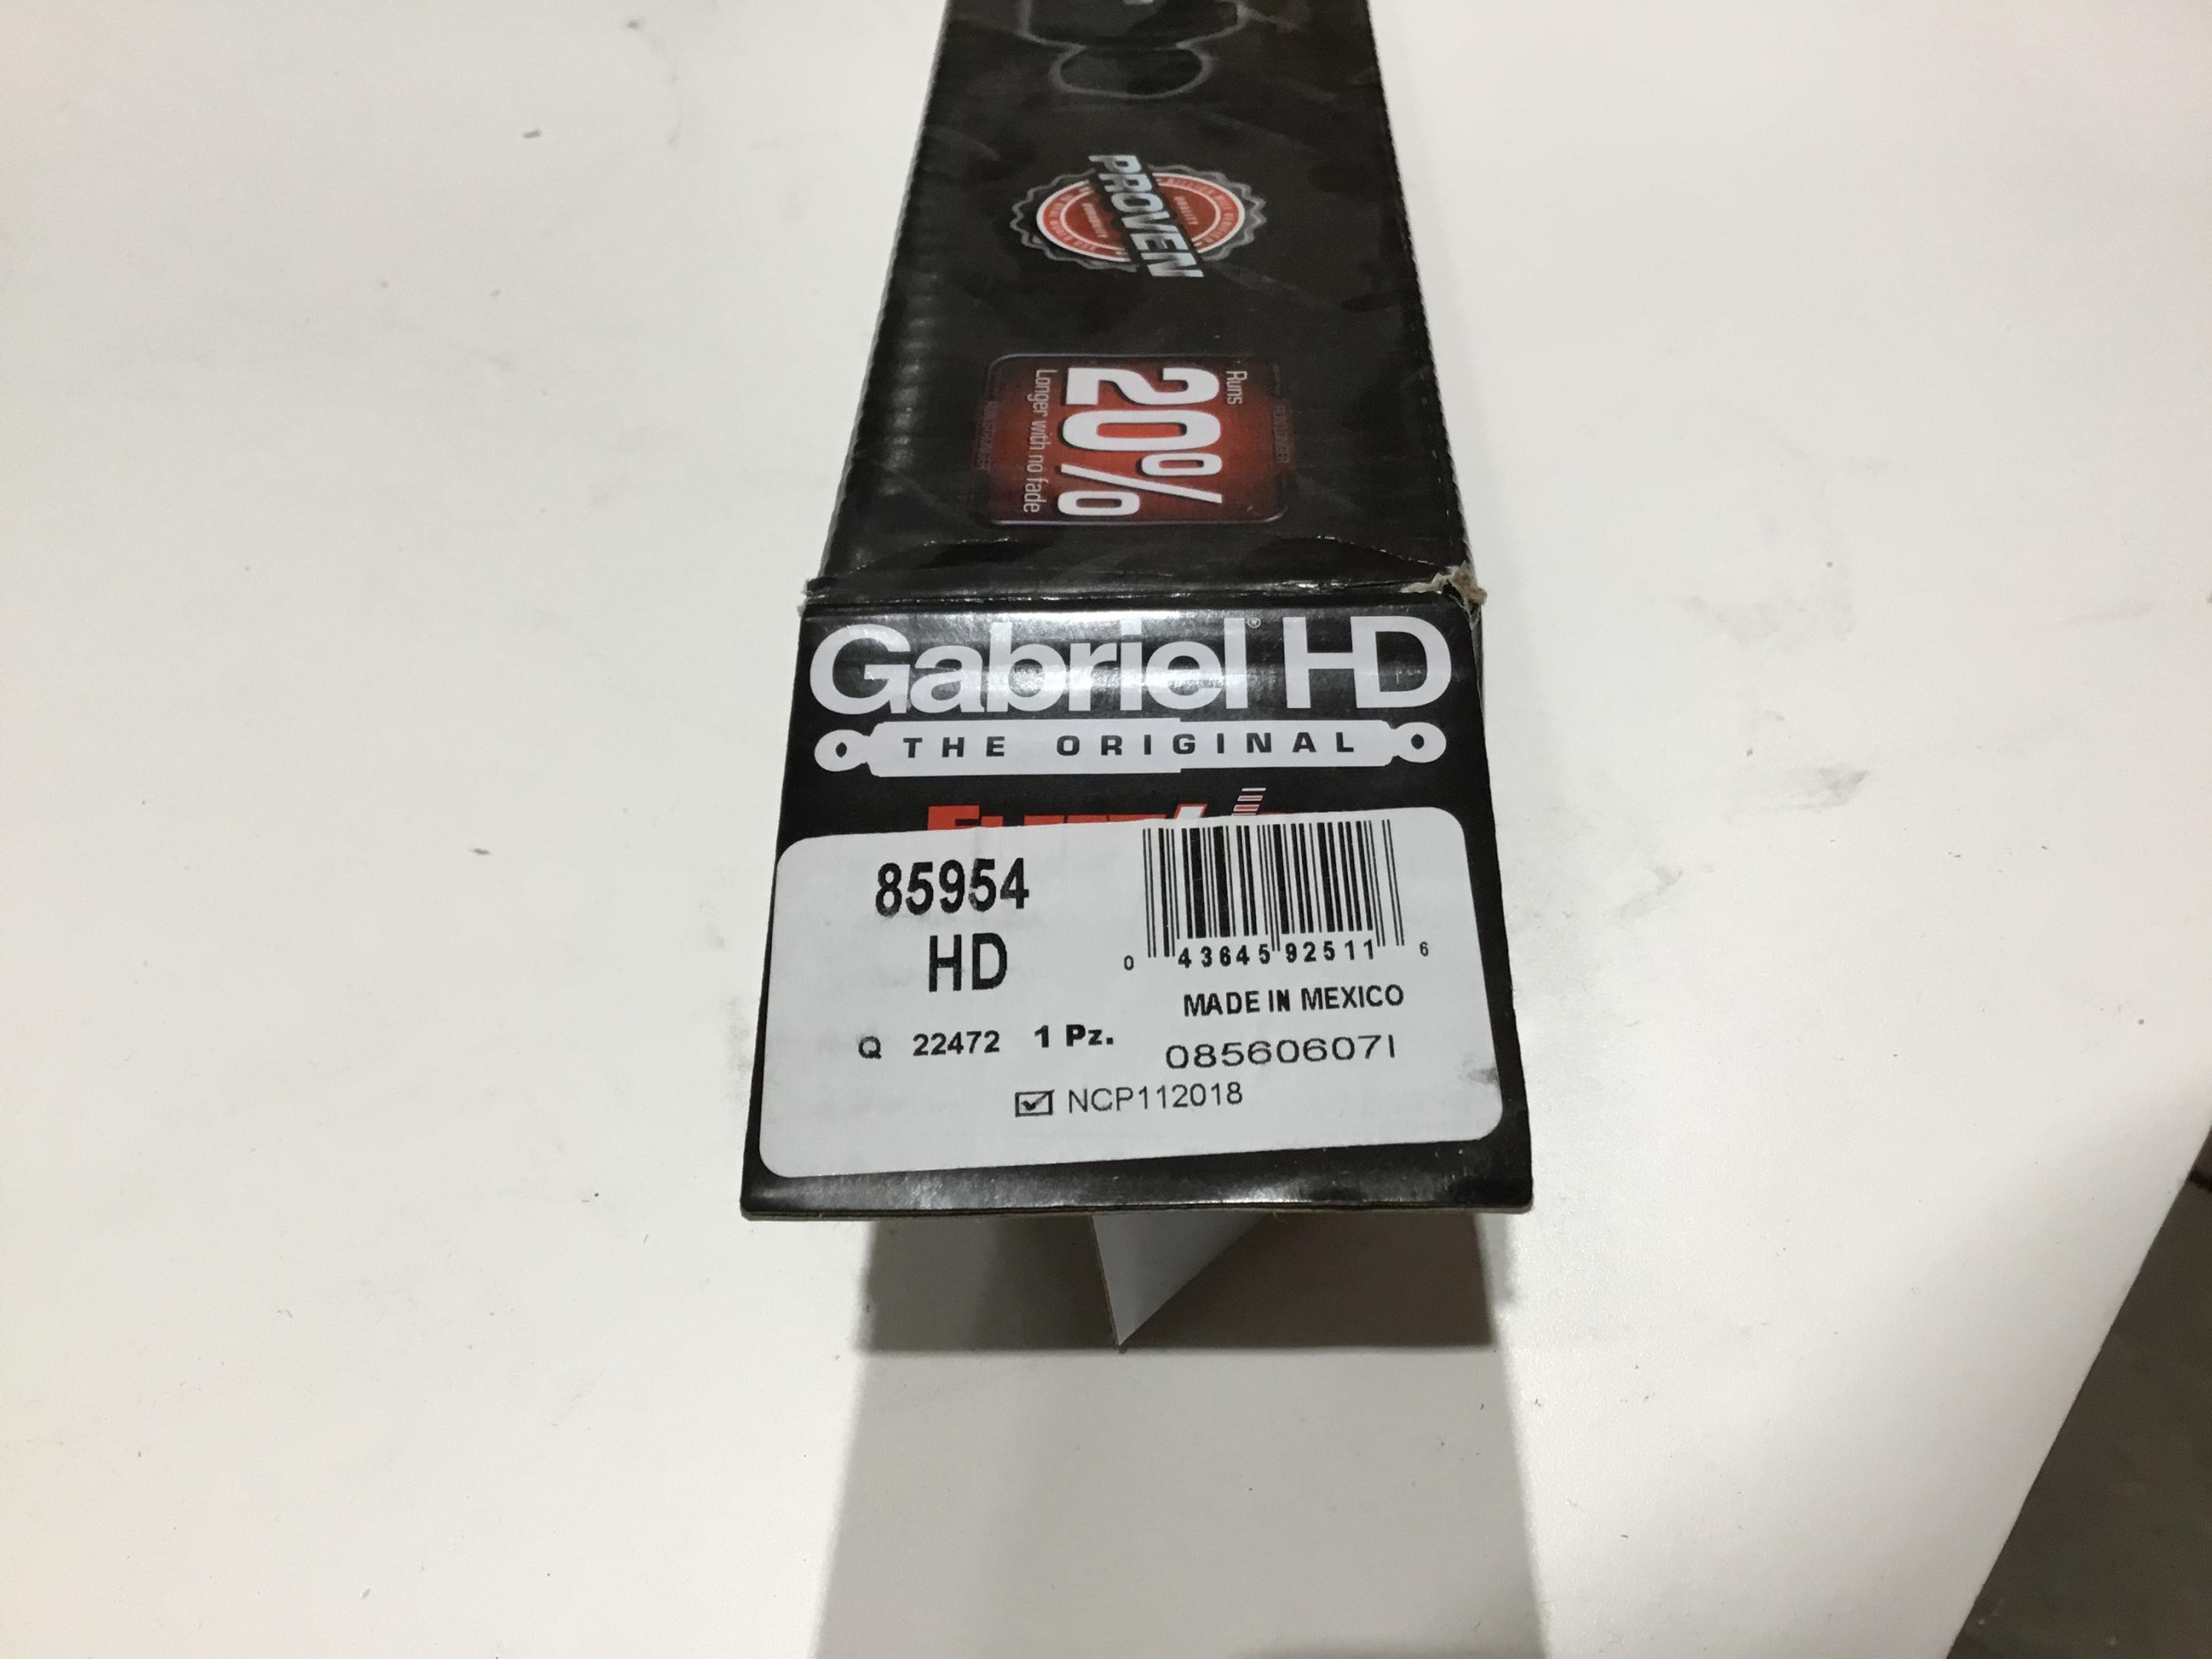 PROVEN
QUALITY
Runs
20%
Longer with no fade
Gabriel® HD
THE ORIGINAL
85954
HD
0 43645 92511 6
MADE IN MEXICO
Q 22472 1 Pz.
085606071
NCP112018